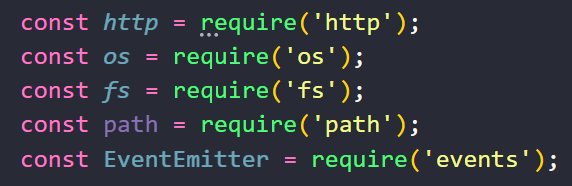 const http = require('http');
const os = require('os');
const fs = require('fs');
const path = require('path');
const EventEmitter = require('events');